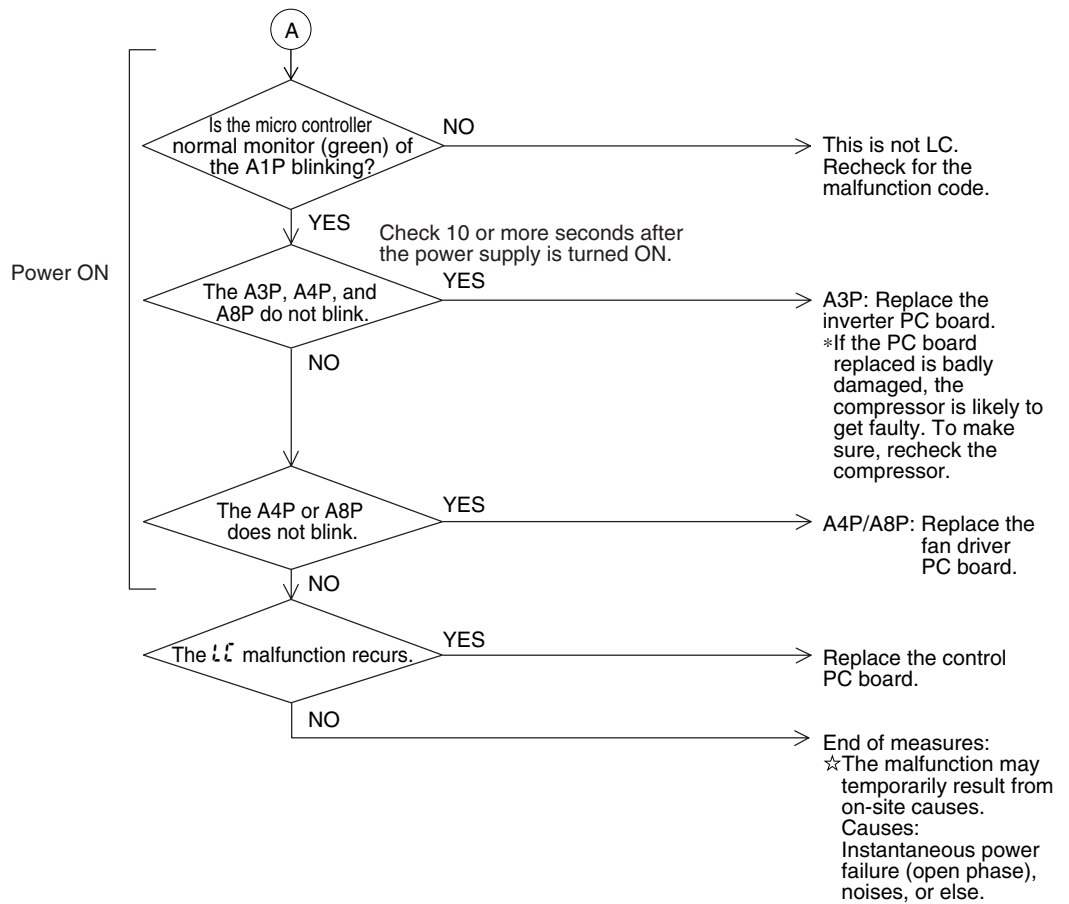 A
Is the micro controller
normal monitor (green) of
the A1P blinking?
NO
This is not LC.
Recheck for the
malfunction code.
YES
Check 10 or more seconds after
the power supply is turned ON.
Power ON
The A3P, A4P, and
A8P do not blink.
YES
A3P: Replace the
inverter PC board.
*If the PC board
replaced is badly
damaged, the
compressor is likely to
get faulty. To make
sure, recheck the
compressor.
NO
The A4P or A8P
does not blink.
YES
A4P/A8P: Replace the
fan driver
PC board.
NO
The LC malfunction recurs.
YES
Replace the control
PC board.
NO
End of measures:
☆The malfunction may
temporarily result from
on-site causes.
Causes:
Instantaneous power
failure (open phase),
noises, or else.